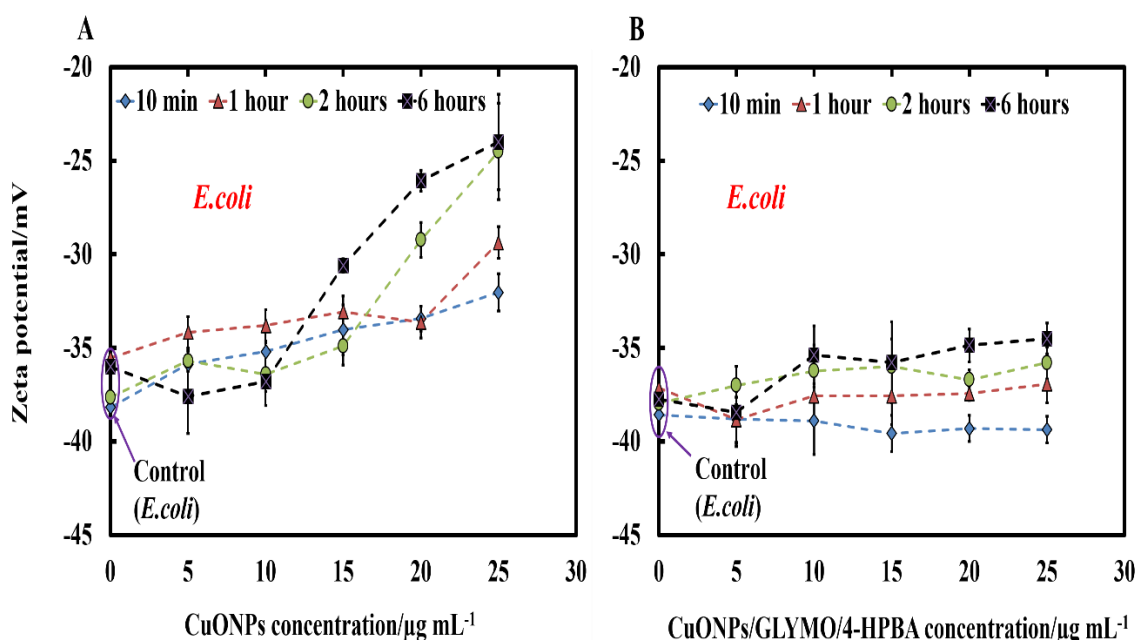 A
B
-20
-25
-30
-35
-40
-45
10 min 1 hour 2 hours 6 hours
E.coli
Control
(E.coli)
0 5 10 15 20 25 30
Zeta potential/mV
CuONPs concentration/µg mL⁻¹
-20
-25
-30
-35
-40
-45
10 min 1 hour 2 hours 6 hours
E.coli
Control
(E.coli)
0 5 10 15 20 25 30
CuONPs/GLYMO/4-HPBA concentration/µg mL⁻¹